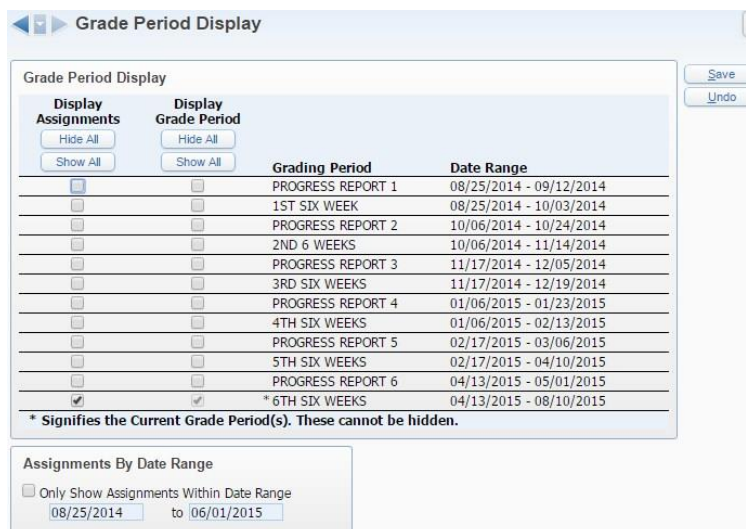 Grade Period Display
Grade Period Display
Save
Undo
Display Assignments
Display Grade Period
Hide All Hide All
Show All Show All
Grading Period Date Range
PROGRESS REPORT 1 08/25/2014 - 09/12/2014
1ST SIX WEEK 08/25/2014 - 10/03/2014
PROGRESS REPORT 2 10/06/2014 - 10/24/2014
2ND 6 WEEKS 10/06/2014 - 11/14/2014
PROGRESS REPORT 3 11/17/2014 - 12/05/2014
3RD SIX WEEKS 11/17/2014 - 12/19/2014
PROGRESS REPORT 4 01/06/2015 - 01/23/2015
4TH SIX WEEKS 01/06/2015 - 02/13/2015
PROGRESS REPORT 5 02/17/2015 - 03/06/2015
5TH SIX WEEKS 02/17/2015 - 04/10/2015
PROGRESS REPORT 6 04/13/2015 - 05/01/2015
* 6TH SIX WEEKS 04/13/2015 - 08/10/2015
* Signifies the Current Grade Period(s). These cannot be hidden.
Assignments By Date Range
Only Show Assignments Within Date Range
08/25/2014 to 06/01/2015